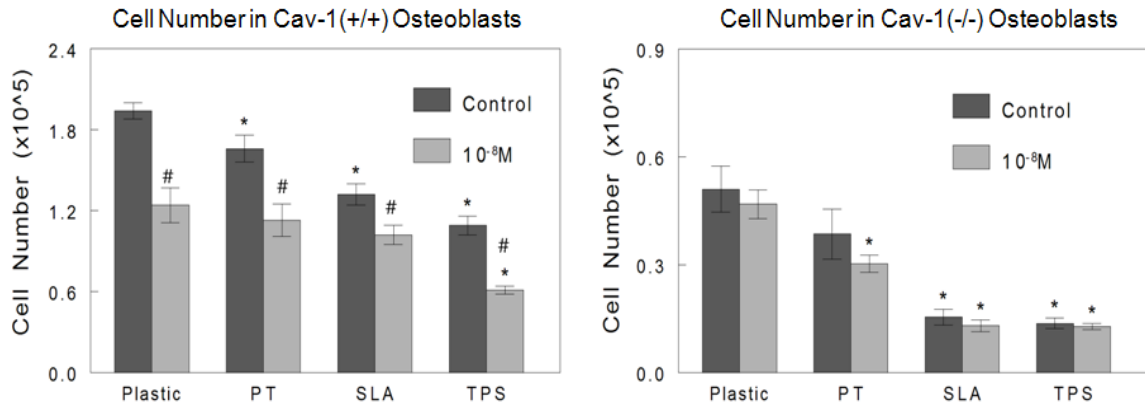 Cell Number in Cav-1(+/+) Osteoblasts
Cell Number (x10^5)
2.4
1.8
1.2
0.6
0.0
Control
10⁻⁸M
#
*
#
*
#
*
#
*
Plastic PT SLA TPS
Cell Number in Cav-1(-/-) Osteoblasts
Cell Number (x10^5)
0.9
0.6
0.3
0.0
Control
10⁻⁸M
*
*
*
*
*
Plastic PT SLA TPS